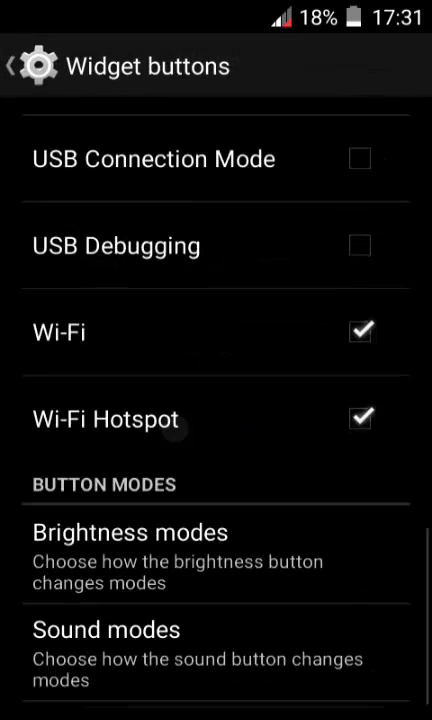 18% 17:31
Widget buttons
USB Connection Mode
USB Debugging
Wi-Fi
Wi-Fi Hotspot
BUTTON MODES
Brightness modes
Choose how the brightness button
changes modes
Sound modes
Choose how the sound button changes
modes